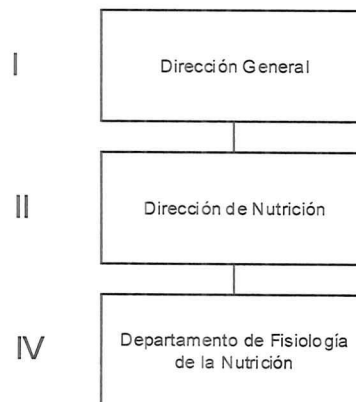 I
Dirección General
II
Dirección de Nutrición
IV
Departamento de Fisiología
de la Nutrición